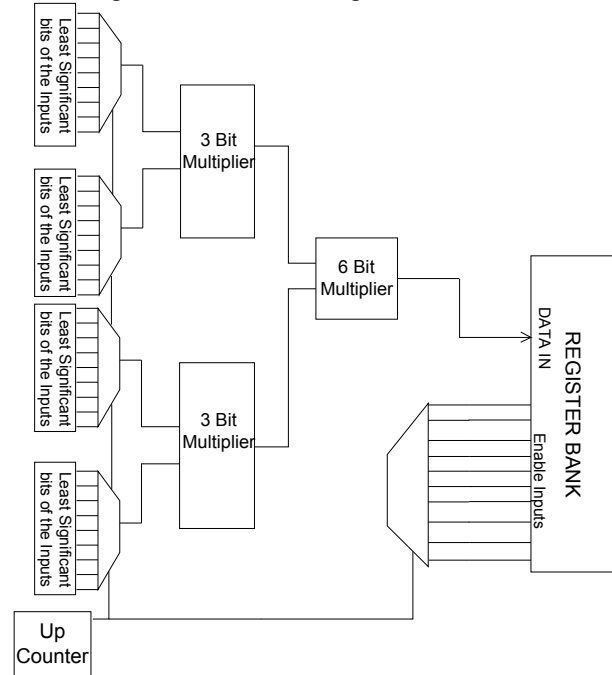 Least Significant
bits of the Inputs
Least Significant
bits of the Inputs
Least Significant
bits of the Inputs
Least Significant
bits of the Inputs
3 Bit
Multiplier
3 Bit
Multiplier
6 Bit
Multiplier
DATA IN
REGISTER BANK
Enable Inputs
Up
Counter